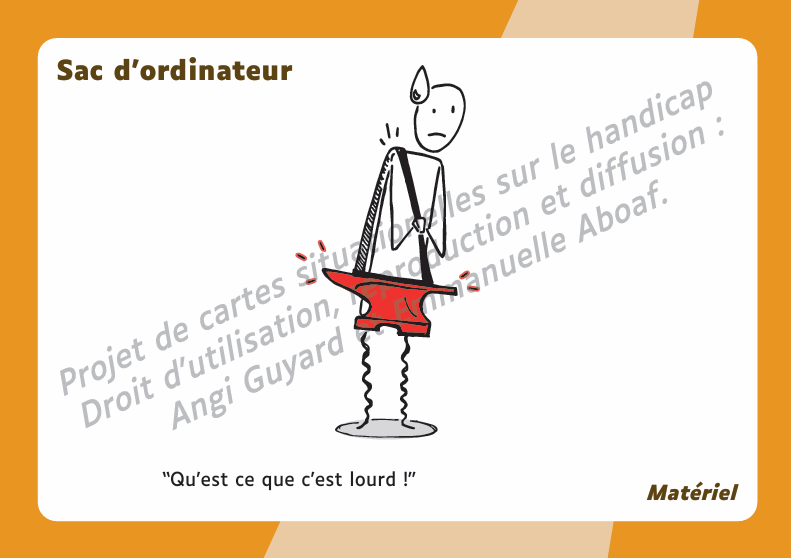 Sac d'ordinateur
Projet de cartes situationelles sur le handicap
Droit d'utilisation, reproduction et diffusion :
Angi Guyard et Emmanuelle Aboaf.
"Qu'est ce que c'est lourd !"
Matériel